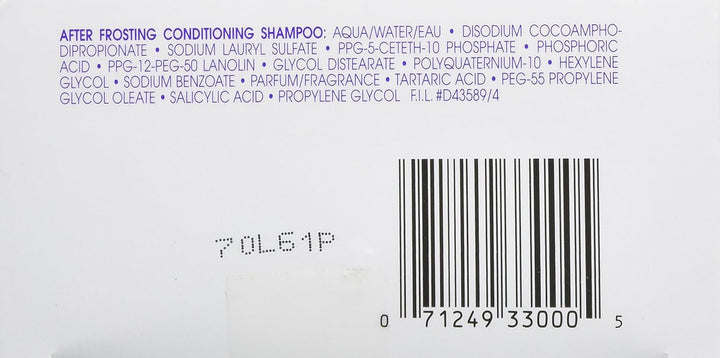 AFTER FROSTING CONDITIONING SHAMPOO: AQUA/WATER/EAU • DISODIUM COCOAMPHO-
DIPROPIONATE • SODIUM LAURYL SULFATE • PPG-5-CETETH-10 PHOSPHATE • PHOSPHORIC
ACID • PPG-12-PEG-50 LANOLIN • GLYCOL DISTEARATE • POLYQUATERNIUM-10 • HEXYLENE
GLYCOL • SODIUM BENZOATE • PARFUM/FRAGRANCE • TARTARIC ACID • PEG-55 PROPYLENE
GLYCOL OLEATE • SALICYLIC ACID • PROPYLENE GLYCOL F.I.L. #D43589/4
70L61P
0 71249 33000 5